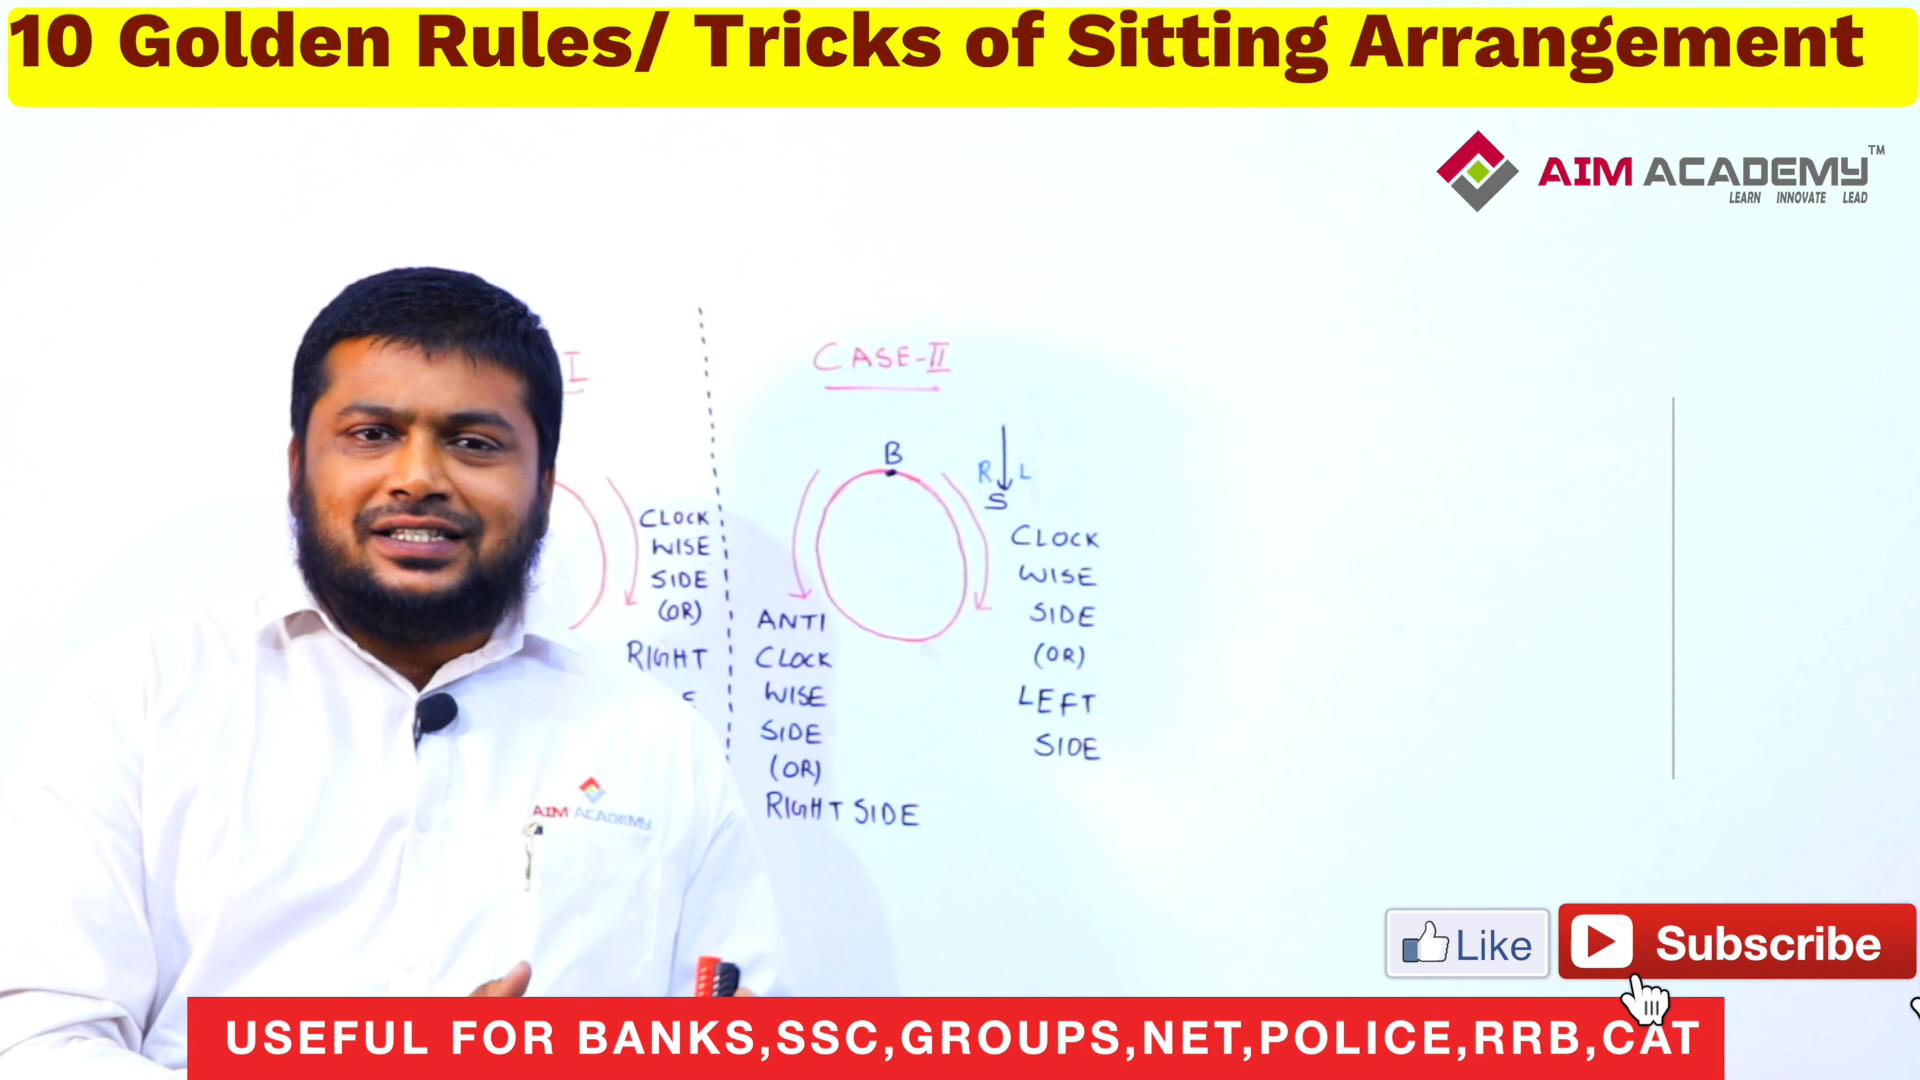 10 Golden Rules/ Tricks of Sitting Arrangement
AIM ACADEMY™
LEARN INNOVATE LEAD
I
CLOCK
WISE
SIDE
(OR)
RIGHT
CASE-II
B
R L
S
ANTI
CLOCK
WISE
SIDE
(OR)
RIGHT SIDE
CLOCK
WISE
SIDE
(OR)
LEFT
SIDE
AIM ACADEMY
Like
Subscribe
USEFUL FOR BANKS,SSC,GROUPS,NET,POLICE,RRB,CAT